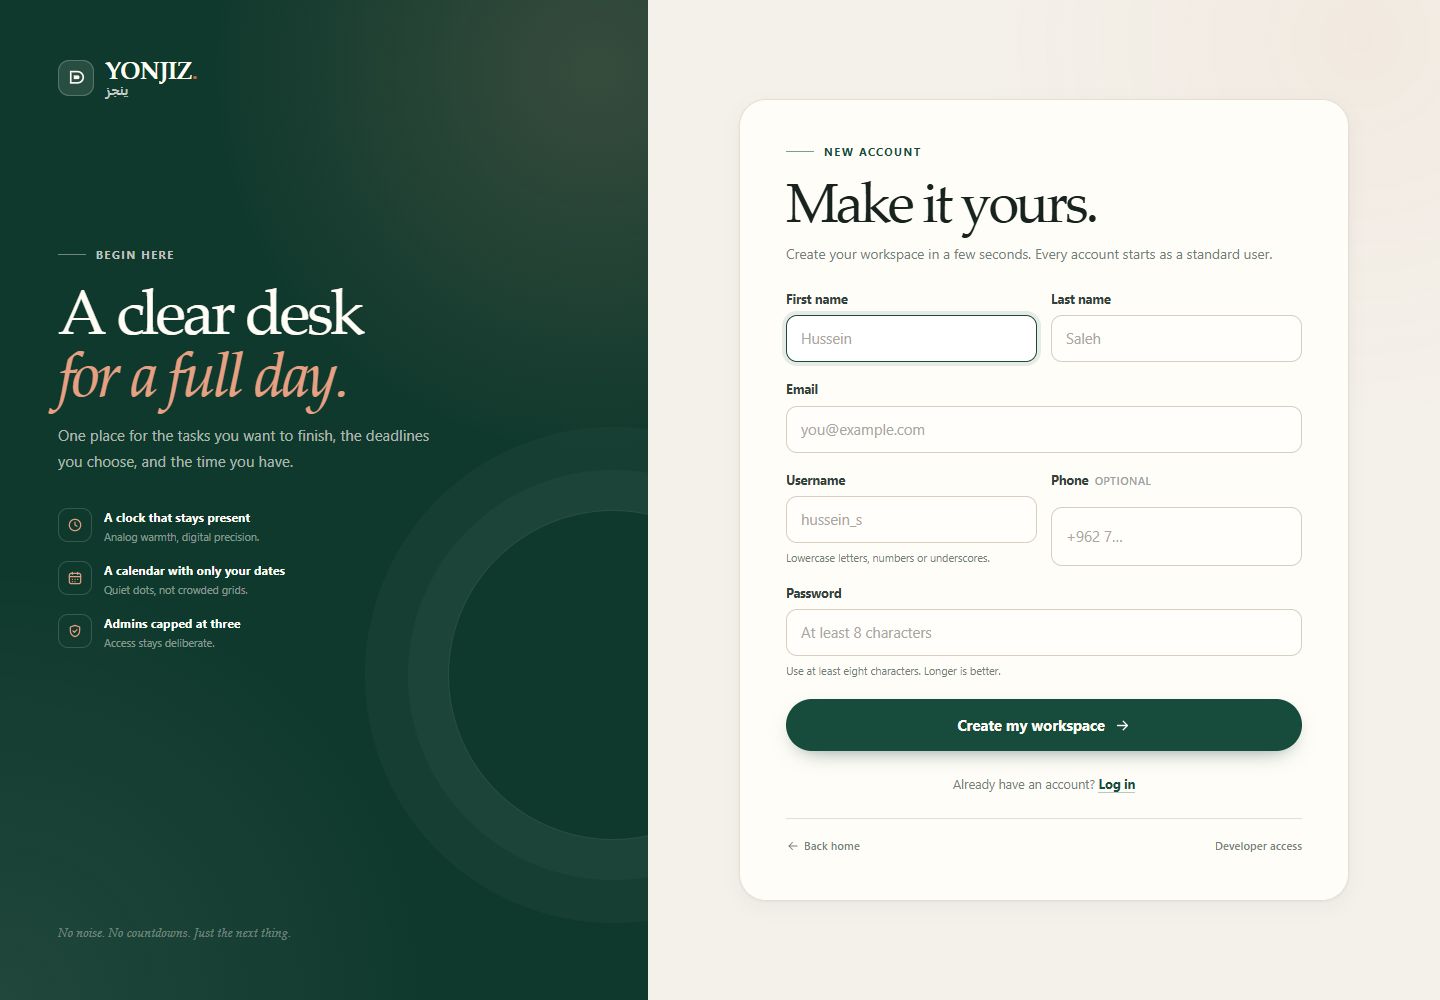 YONJIZ.
ينجز
BEGIN HERE
A clear desk
for a full day.
One place for the tasks you want to finish, the deadlines
you choose, and the time you have.
A clock that stays present
Analog warmth, digital precision.
A calendar with only your dates
Quiet dots, not crowded grids.
Admins capped at three
Access stays deliberate.
No noise. No countdowns. Just the next thing.
NEW ACCOUNT
Make it yours.
Create your workspace in a few seconds. Every account starts as a standard user.
First name
Last name
Hussein
Saleh
Email
you@example.com
Username
Phone OPTIONAL
hussein_s
+962 7...
Lowercase letters, numbers or underscores.
Password
At least 8 characters
Use at least eight characters. Longer is better.
Create my workspace →
Already have an account? Log in
← Back home
Developer access